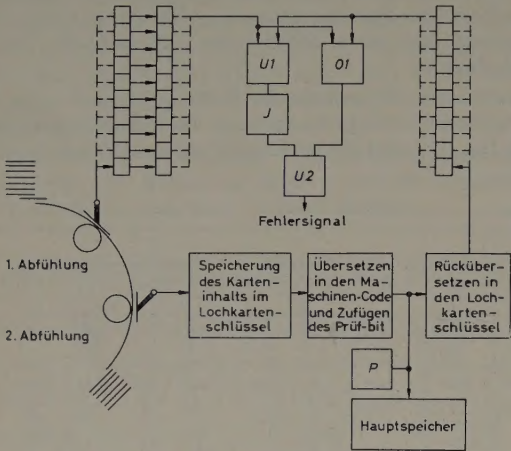 U1
O1
J
U2
Fehlersignal
1. Abfühlung
2. Abfühlung
Speicherung
des Karten-
inhalts im
Lochkarten-
schlüssel
Übersetzen
in den Ma-
schinen-Code
und Zufügen
des Prüf-bit
Rücküber-
setzen in
den Loch-
karten-
schlüssel
P
Hauptspeicher